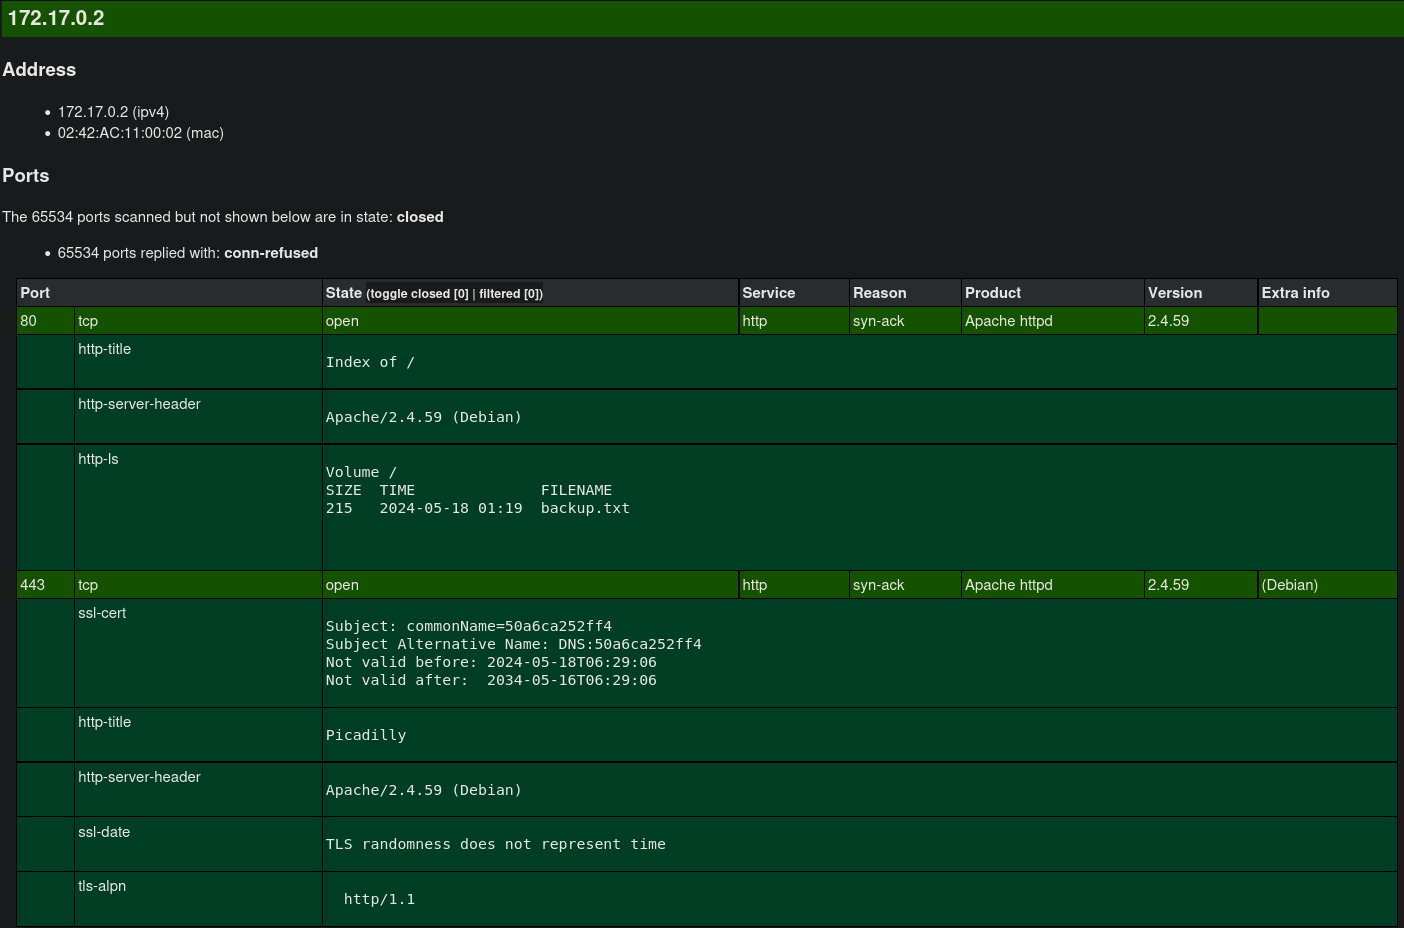 172.17.0.2
Address
172.17.0.2 (ipv4)
02:42:AC:11:00:02 (mac)
Ports
The 65534 ports scanned but not shown below are in state: closed
65534 ports replied with: conn-refused
Port State (toggle closed [0] | filtered [0]) Service Reason Product Version Extra info
80 tcp open http syn-ack Apache httpd 2.4.59
http-title
Index of /
http-server-header
Apache/2.4.59 (Debian)
http-ls
Volume /
SIZE  TIME              FILENAME
215   2024-05-18 01:19  backup.txt
443 tcp open http syn-ack Apache httpd 2.4.59 (Debian)
ssl-cert
Subject: commonName=50a6ca252ff4
Subject Alternative Name: DNS:50a6ca252ff4
Not valid before: 2024-05-18T06:29:06
Not valid after:  2034-05-16T06:29:06
http-title
Picadilly
http-server-header
Apache/2.4.59 (Debian)
ssl-date
TLS randomness does not represent time
tls-alpn
http/1.1